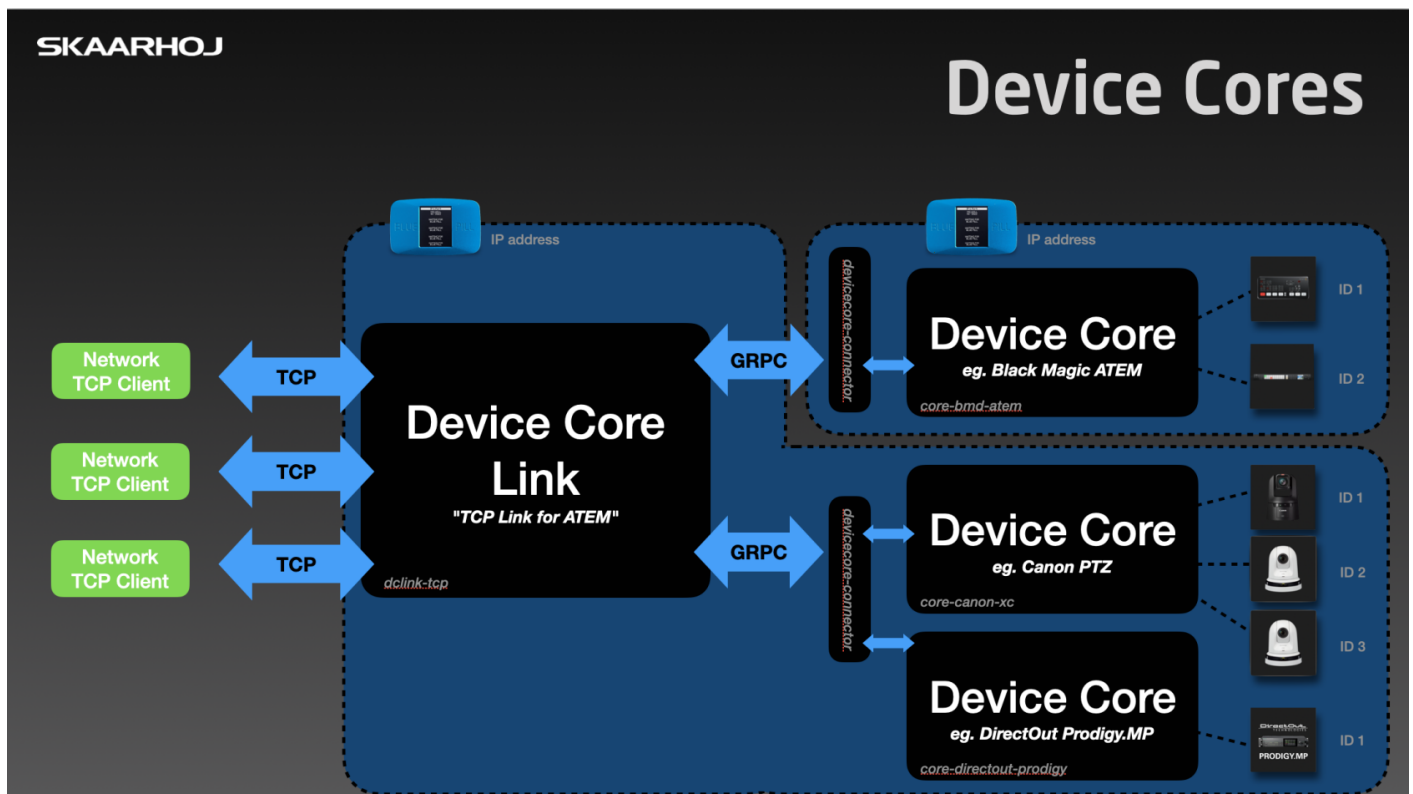 SKAARHOJ
Device Cores
IP address
IP address
Network
TCP Client
TCP
Network
TCP Client
TCP
Network
TCP Client
TCP
Device Core
Link
"TCP Link for ATEM"
dclink-tcp
GRPC
GRPC
devicecore-connector
Device Core
eg. Black Magic ATEM
core-bmd-atem
ID 1
ID 2
devicecore-connector
Device Core
eg. Canon PTZ
core-canon-xc
ID 1
ID 2
ID 3
Device Core
eg. DirectOut Prodigy.MP
core-directout-prodigy
DirectOut
PRODIGY.MP
ID 1